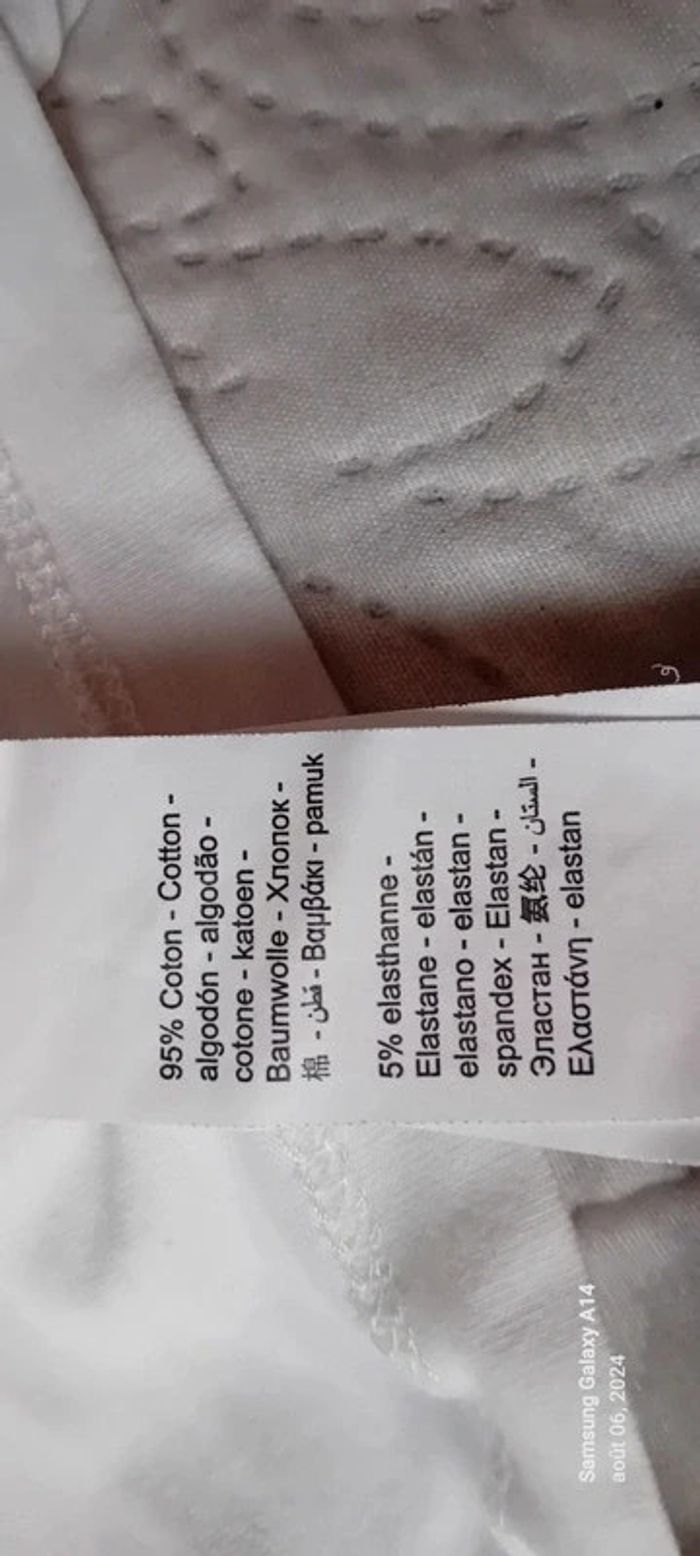 95% Coton - Cotton -
algodón - algodão -
cotone - katoen -
Baumwolle - Хлопок -
棉 - قطن - Βαμβάκι - pamuk
5% elasthanne -
Elastane - elastán -
elastano - elastan -
spandex - Elastan -
Эластан - 氨纶 - الستان -
Ελαστάνη - elastan
Samsung Galaxy A14
août 06, 2024